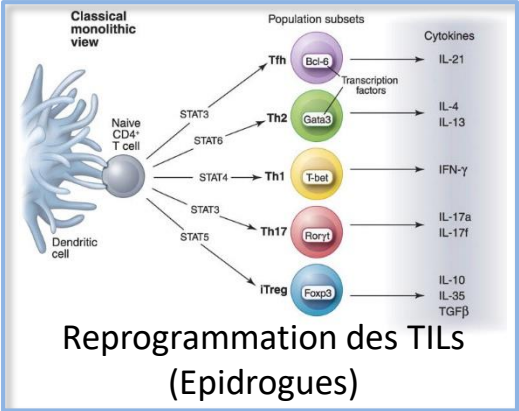 Classical
monolithic
view
Population subsets
Cytokines
Naive
CD4+
T cell
Dendritic
cell
STAT3
Tfh
Bcl-6
IL-21
Transcription
factors
STAT6
Th2
Gata3
IL-4
IL-13
STAT4
Th1
T-bet
IFN-γ
STAT3
Th17
Rorγt
IL-17a
IL-17f
STAT5
iTreg
Foxp3
IL-10
IL-35
TGFβ
Reprogrammation des TILs
(Epidrogues)